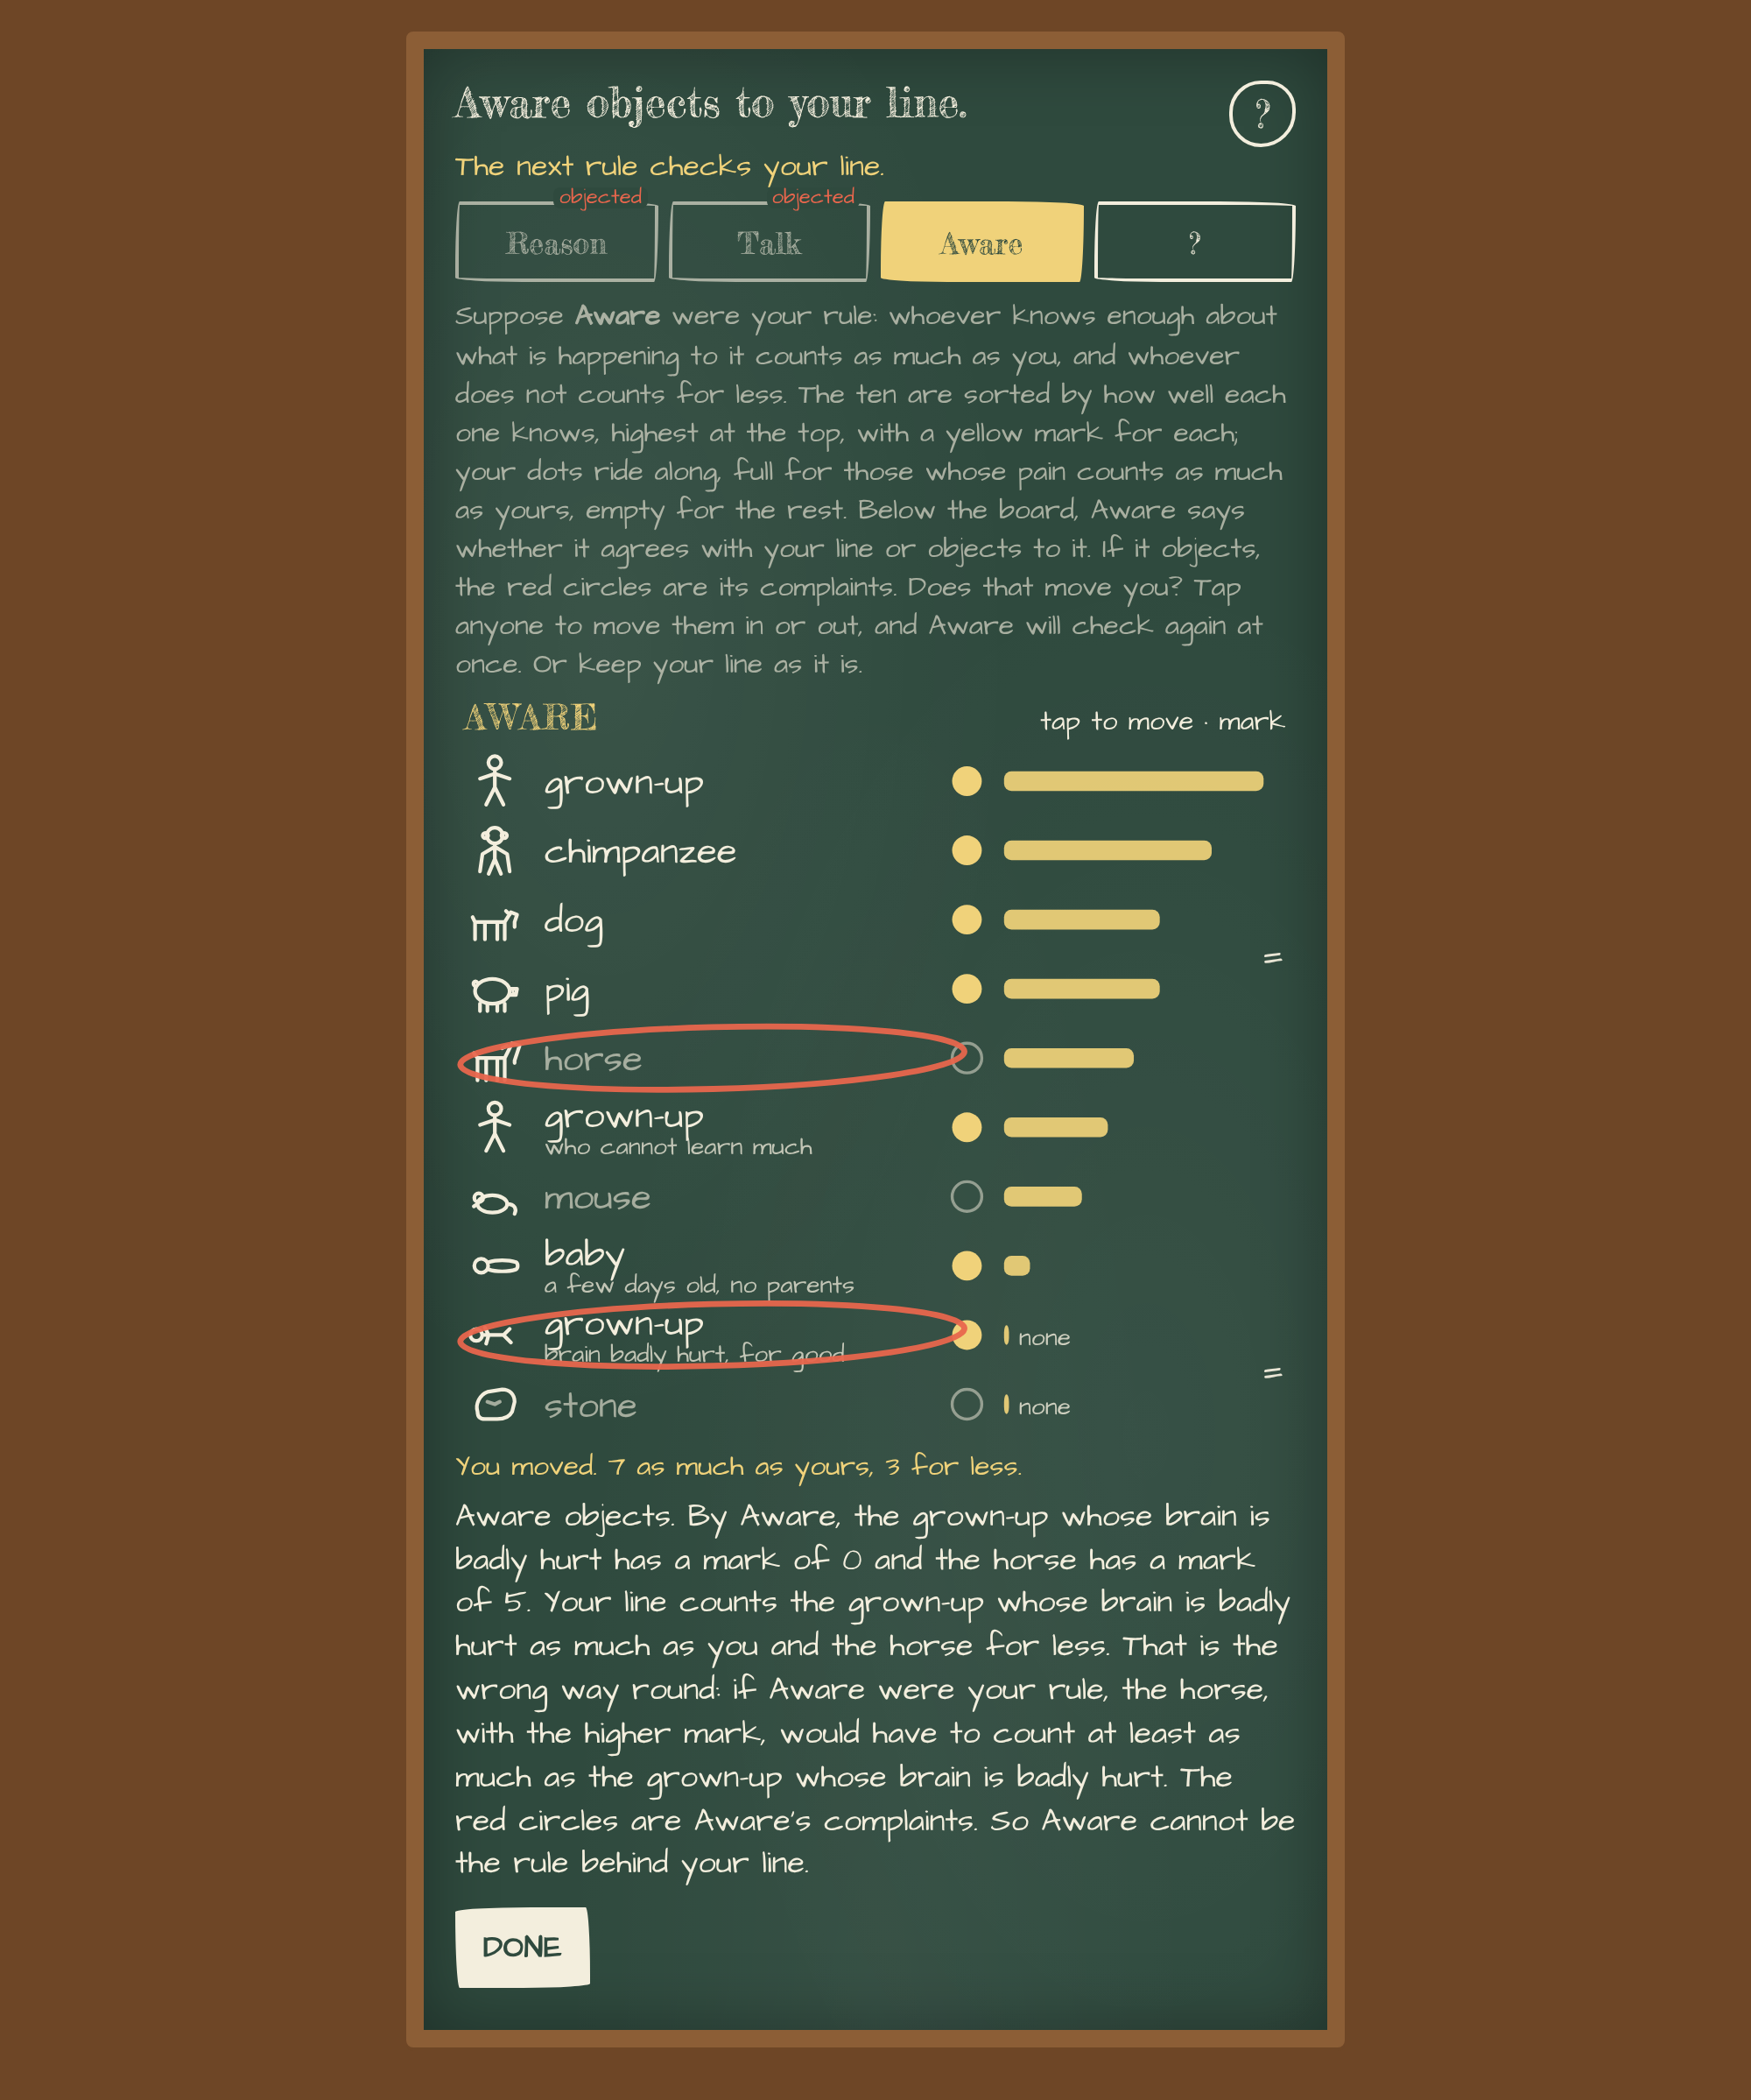 Aware objects to your line.
?
The next rule checks your line.
objected
objected
Reason
Talk
Aware
?
Suppose Aware were your rule: whoever knows enough about
what is happening to it counts as much as you, and whoever
does not counts for less. The ten are sorted by how well each
one knows, highest at the top, with a yellow mark for each;
your dots ride along, full for those whose pain counts as much
as yours, empty for the rest. Below the board, Aware says
whether it agrees with your line or objects to it. If it objects,
the red circles are its complaints. Does that move you? Tap
anyone to move them in or out, and Aware will check again at
once. Or keep your line as it is.
AWARE
tap to move · mark
grown-up
chimpanzee
dog
=
pig
horse
grown-up
who cannot learn much
mouse
baby
a few days old, no parents
grown-up
brain badly hurt, for good
none
=
stone
none
You moved. 7 as much as yours, 3 for less.
Aware objects. By Aware, the grown-up whose brain is
badly hurt has a mark of 0 and the horse has a mark
of 5. Your line counts the grown-up whose brain is badly
hurt as much as you and the horse for less. That is the
wrong way round: if Aware were your rule, the horse,
with the higher mark, would have to count at least as
much as the grown-up whose brain is badly hurt. The
red circles are Aware's complaints. So Aware cannot be
the rule behind your line.
DONE